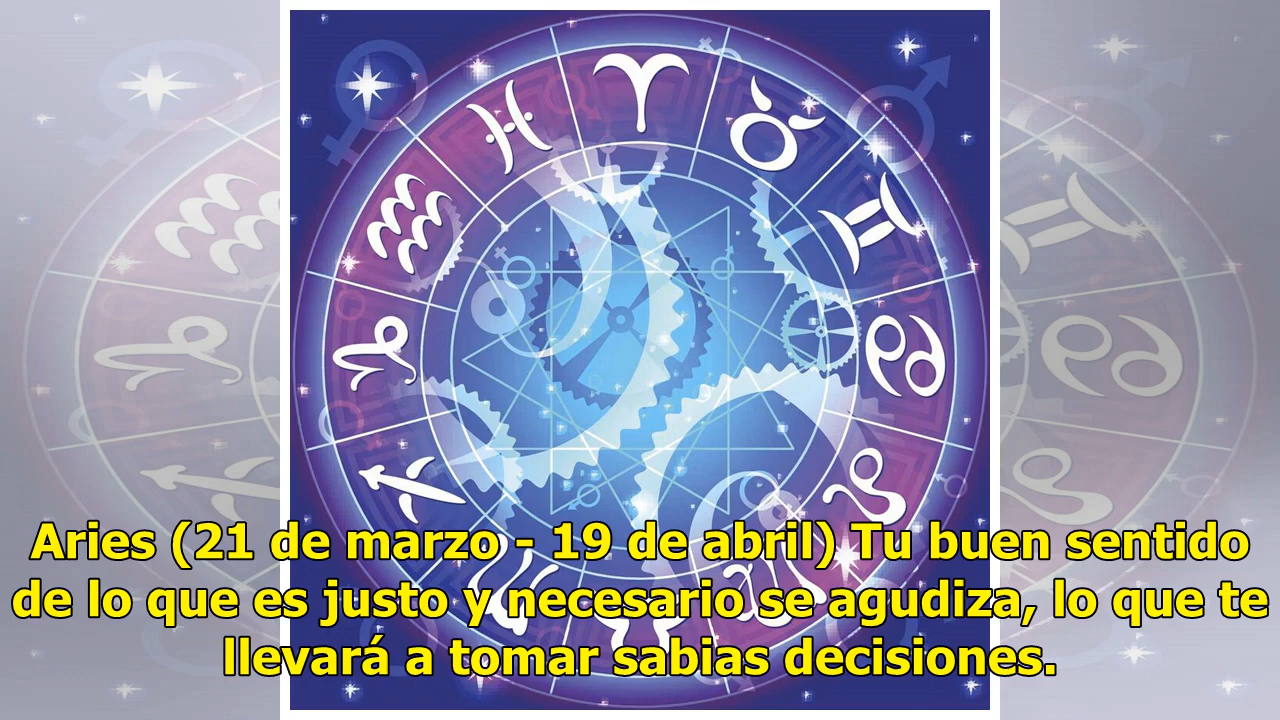 Aries (21 de marzo - 19 de abril) Tu buen sentido
de lo que es justo y necesario se agudiza, lo que te
llevará a tomar sabias decisiones.